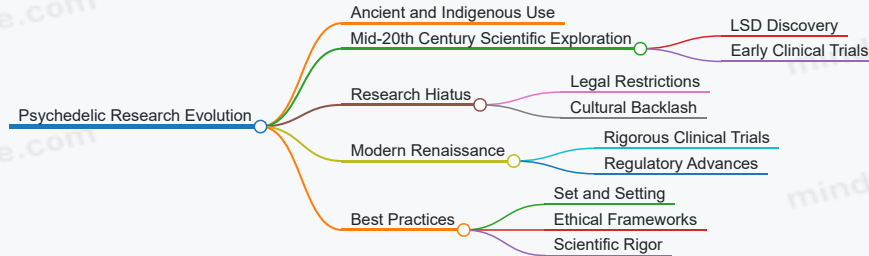 Ancient and Indigenous Use
Mid-20th Century Scientific Exploration
LSD Discovery
Early Clinical Trials
Research Hiatus
Legal Restrictions
Cultural Backlash
Psychedelic Research Evolution
Modern Renaissance
Rigorous Clinical Trials
Regulatory Advances
Best Practices
Set and Setting
Ethical Frameworks
Scientific Rigor